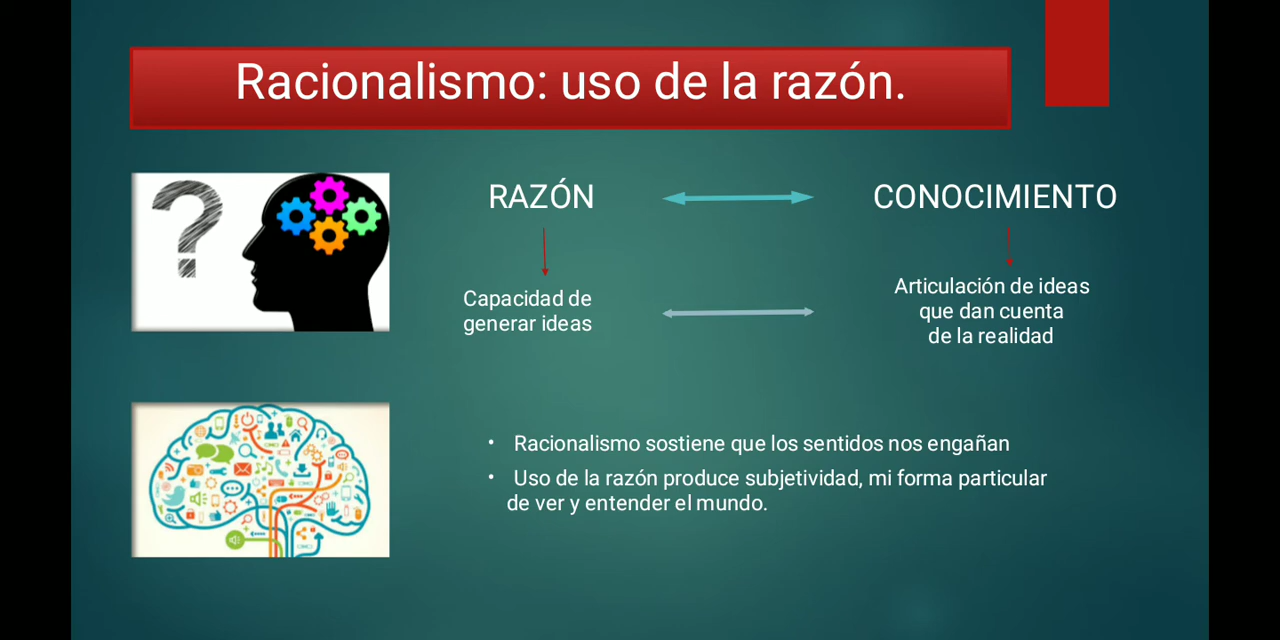 Racionalismo: uso de la razón.
RAZÓN
CONOCIMIENTO
Capacidad de
generar ideas
Articulación de ideas
que dan cuenta
de la realidad
• Racionalismo sostiene que los sentidos nos engañan
• Uso de la razón produce subjetividad, mi forma particular
de ver y entender el mundo.